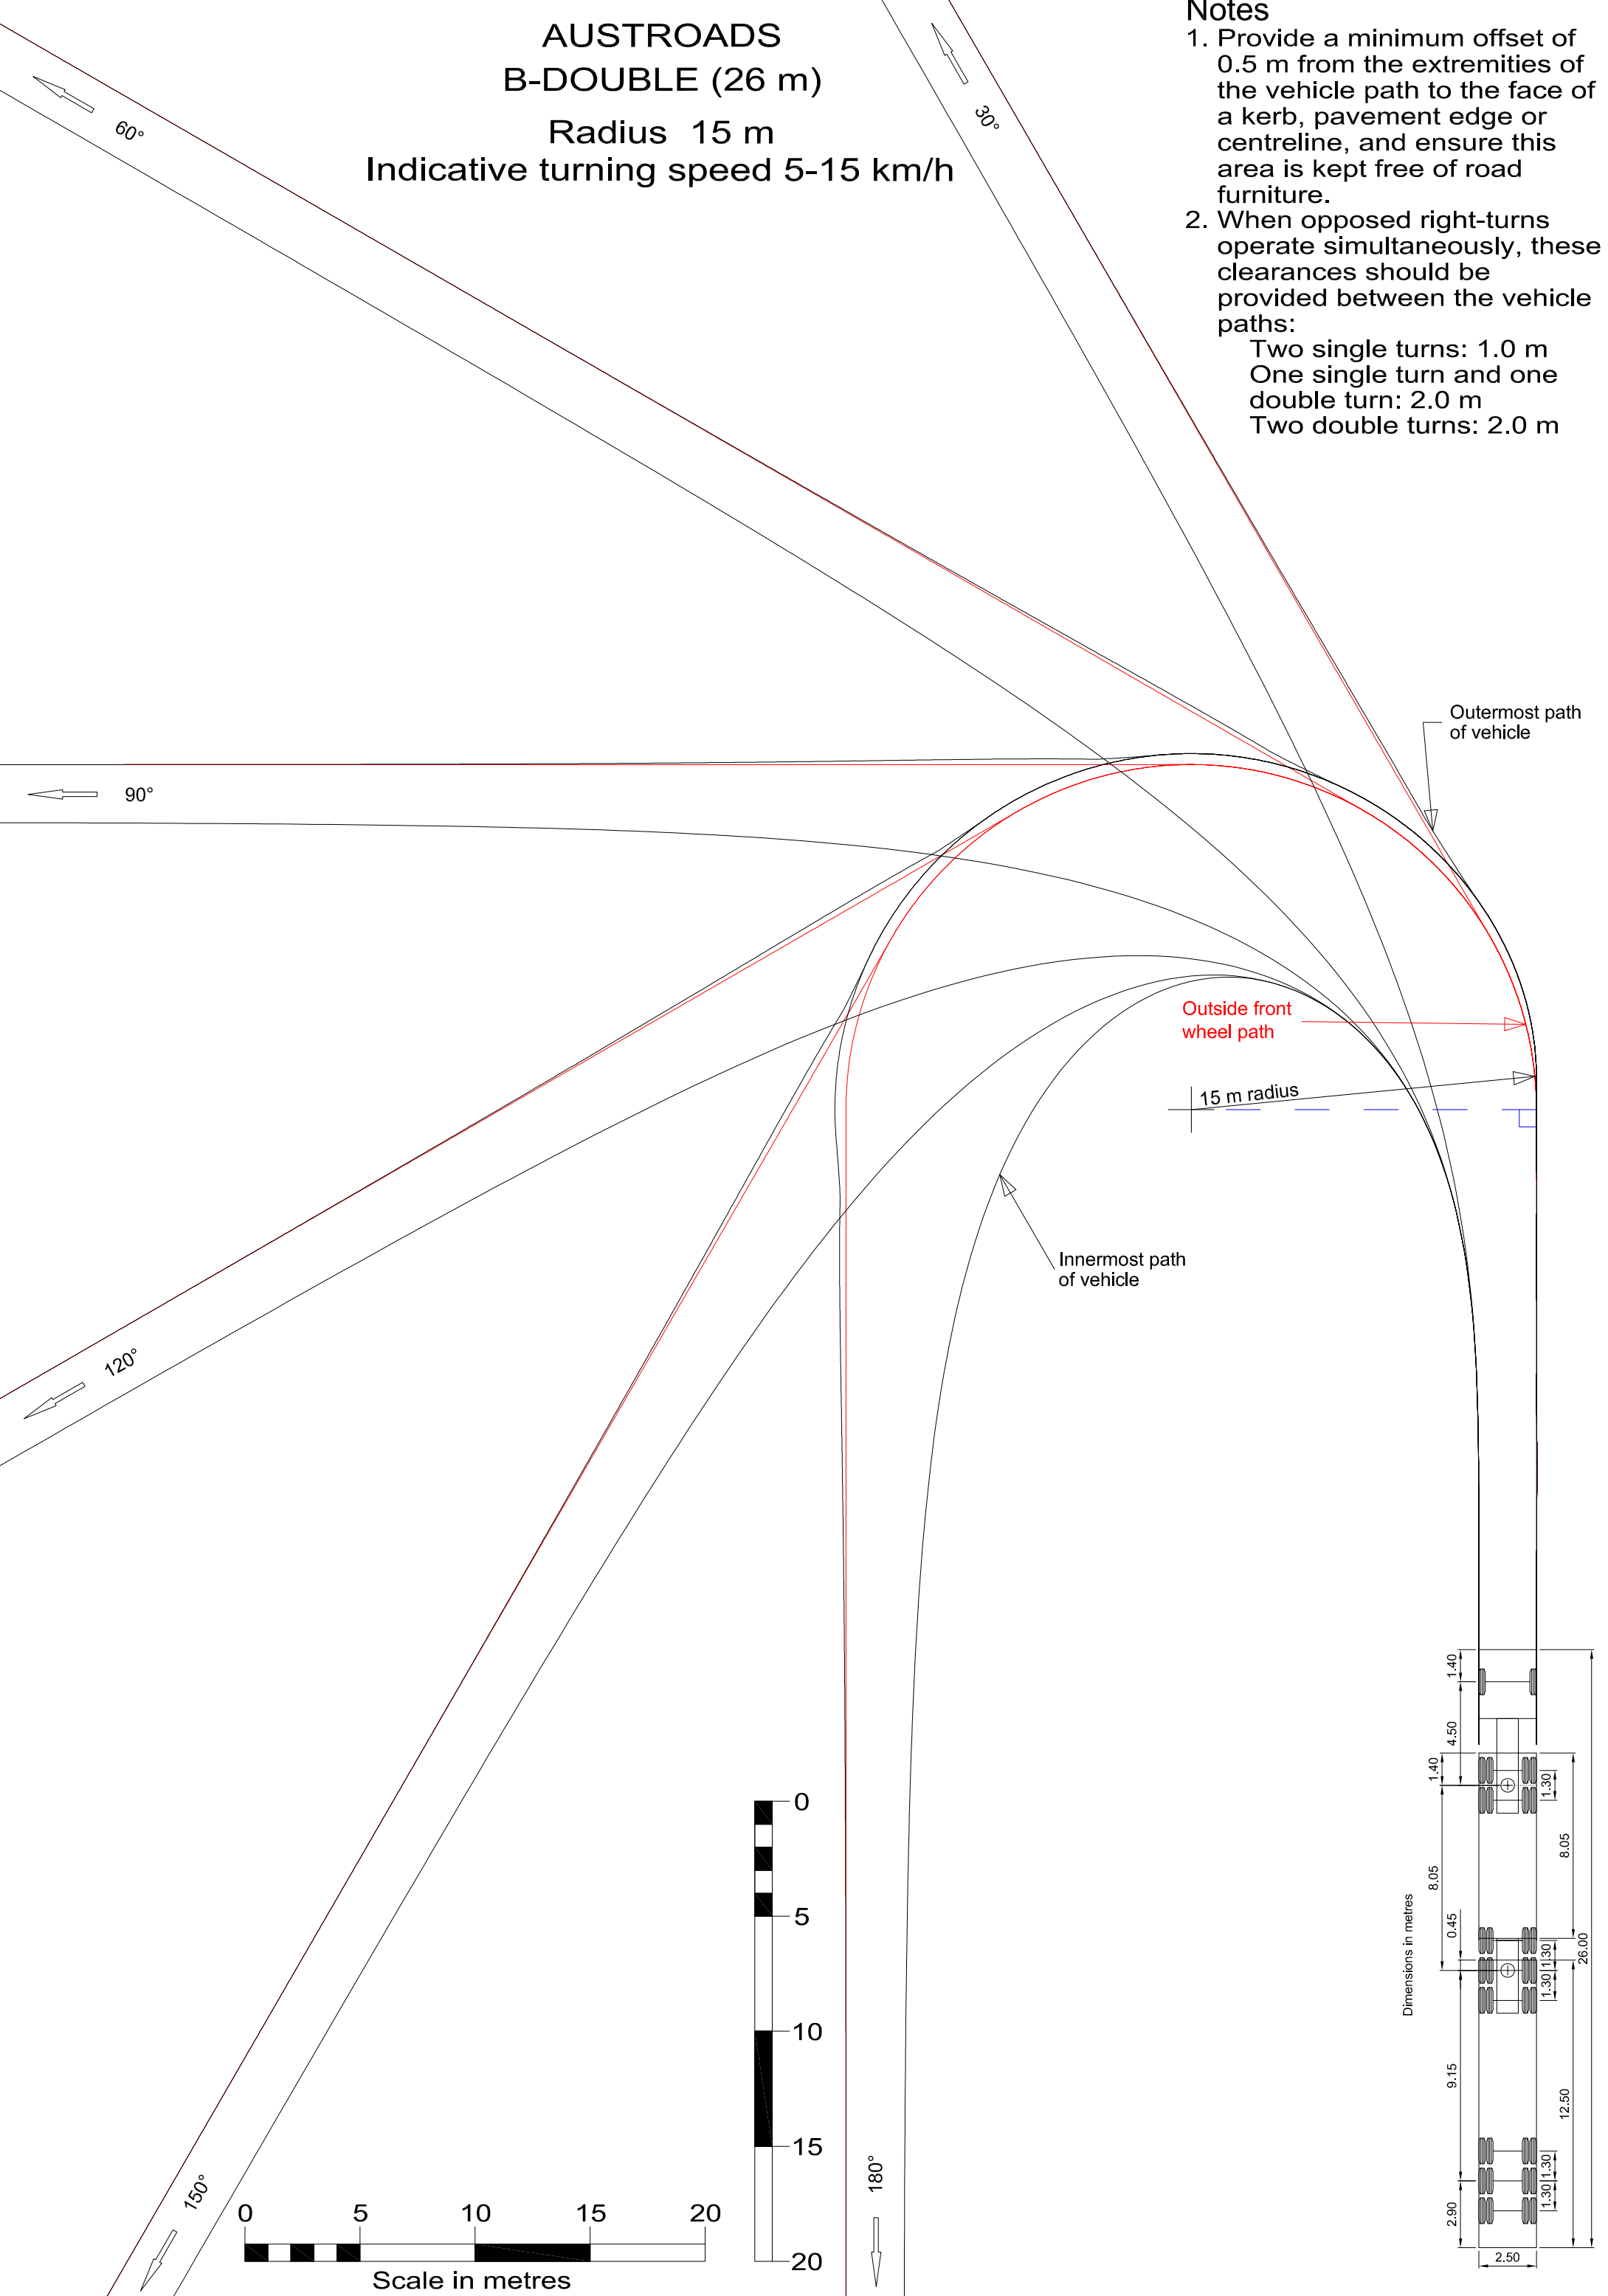 AUSTROADS
B-DOUBLE (26 m)
Radius 15 m
Indicative turning speed 5-15 km/h
Notes
1. Provide a minimum offset of
0.5 m from the extremities of
the vehicle path to the face of
a kerb, pavement edge or
centreline, and ensure this
area is kept free of road
furniture.
2. When opposed right-turns
operate simultaneously, these
clearances should be
provided between the vehicle
paths:
Two single turns: 1.0 m
One single turn and one
double turn: 2.0 m
Two double turns: 2.0 m
60°
30°
Outermost path
of vehicle
90°
Outside front
wheel path
15 m radius
Innermost path
of vehicle
120°
150°
180°
0
5
10
15
20
0
5
10
15
20
Scale in metres
Dimensions in metres
1.40
4.50
1.40
1.30
8.05
8.05
0.45
1.30
1.30
26.00
9.15
12.50
1.30
1.30
2.90
2.50